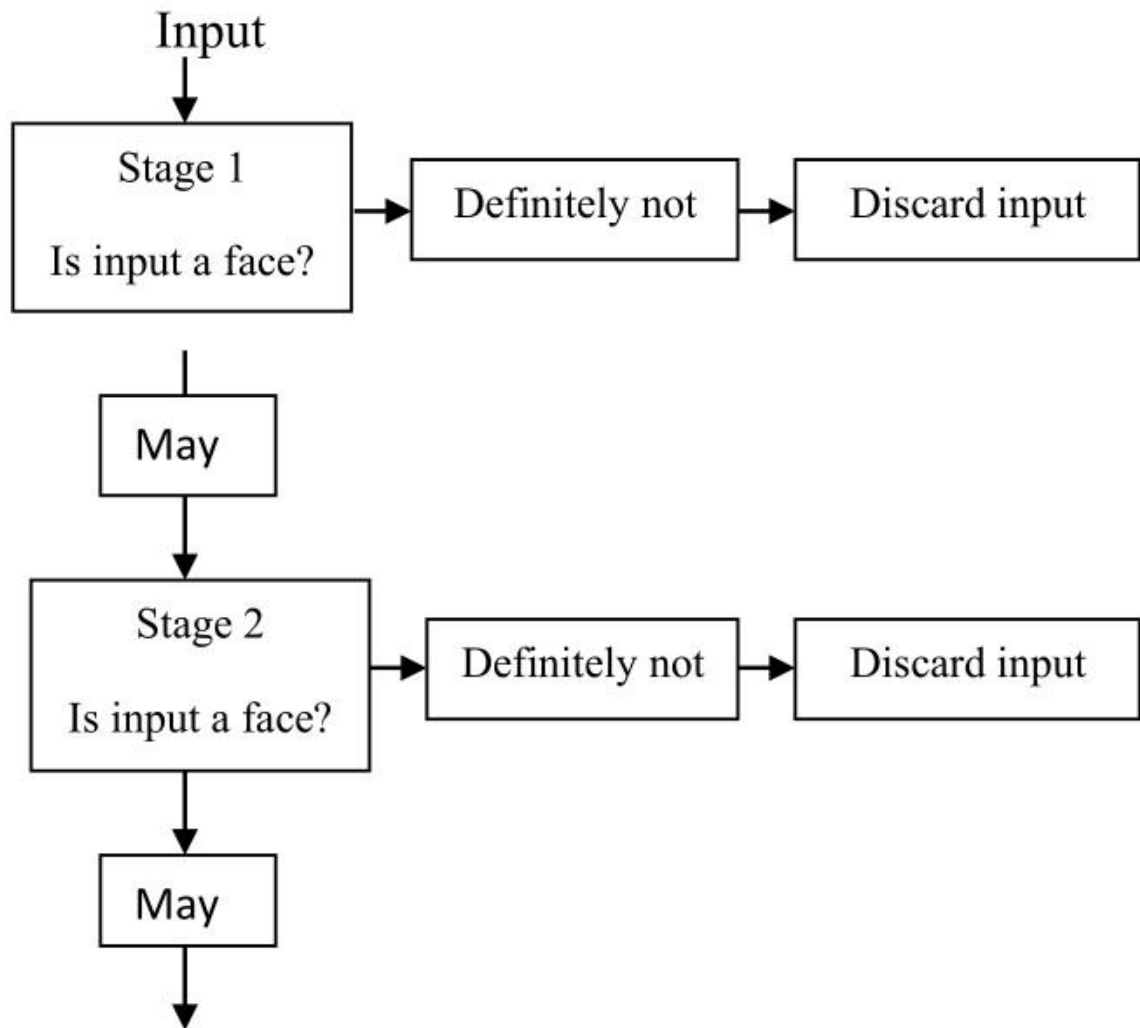 Input
Stage 1
Is input a face?
Definitely not
Discard input
May
Stage 2
Is input a face?
Definitely not
Discard input
May